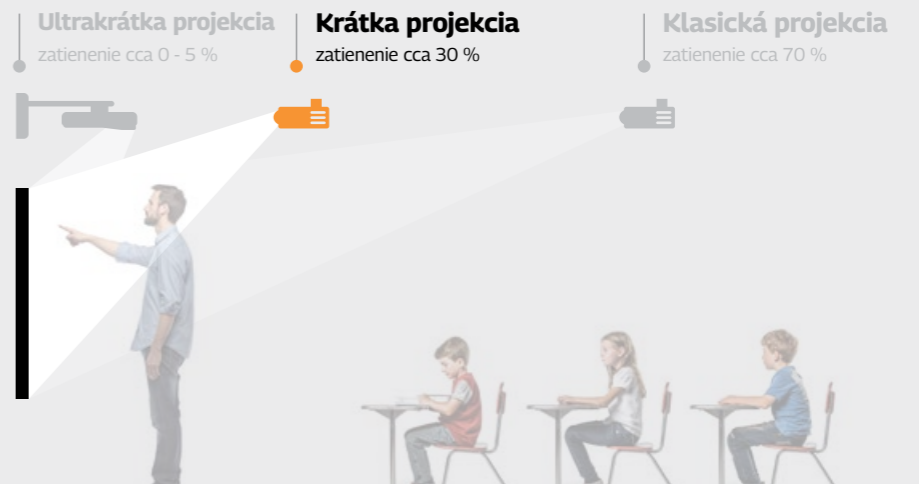 Ultrakrátka projekcia
zatienenie cca 0 - 5 %
Krátka projekcia
zatienenie cca 30 %
Klasická projekcia
zatienenie cca 70 %